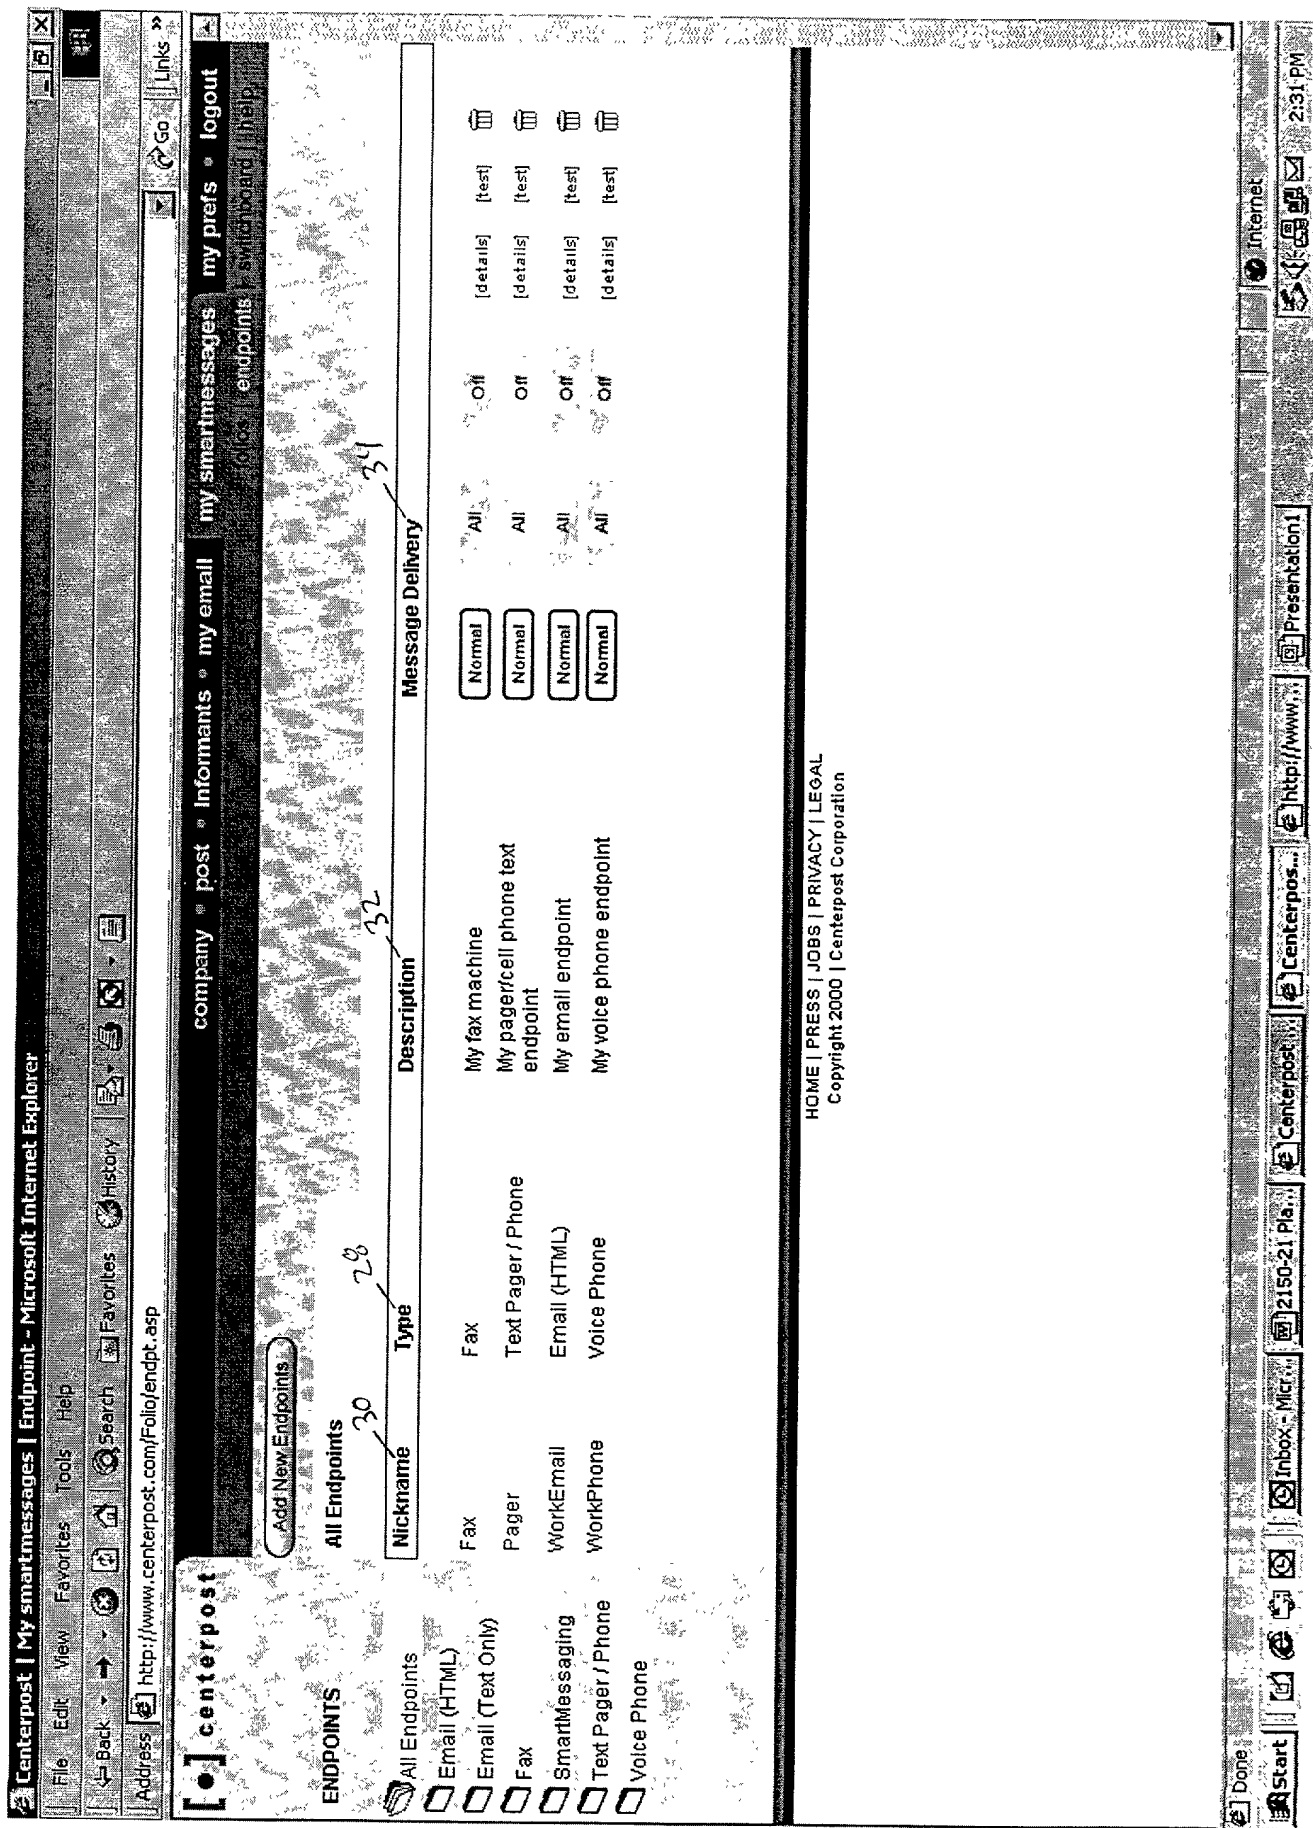 Centerpost | My smartmessages | Endpoint - Microsoft Internet Explorer
File Edit View Favorites Tools Help
Back Search Favorites History
Address http://www.centerpost.com/Folio/endpt.asp Go Links »
[●] centerpost
company • post • informants • my email my smartmessages my prefs • logout
folios | endpoints | switchboard | help
Add New Endpoints
ENDPOINTS
All Endpoints
Email (HTML)
Email (Text Only)
Fax
SmartMessaging
Text Pager / Phone
Voice Phone
All Endpoints
30 28 32 34
Nickname Type Description Message Delivery
Fax Fax My fax machine Normal All Off [details] [test]
Pager Text Pager / Phone My pager/cell phone text endpoint Normal All Off [details] [test]
WorkEmail Email (HTML) My email endpoint Normal All Off [details] [test]
WorkPhone Voice Phone My voice phone endpoint Normal All Off [details] [test]
HOME | PRESS | JOBS | PRIVACY | LEGAL
Copyright 2000 | Centerpost Corporation
Done Internet
Start Inbox - Micr... 2150-21 Pla... Centerpost ... Centerpos... http://www... Presentation1 2:31 PM